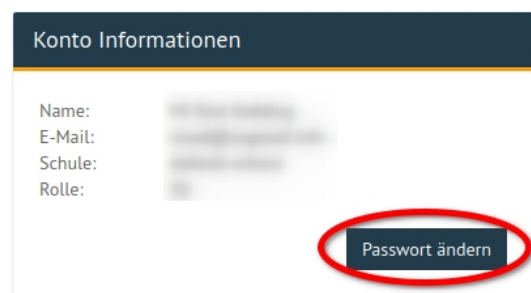 Konto Informationen
Name:
E-Mail:
Schule:
Rolle:
Passwort ändern